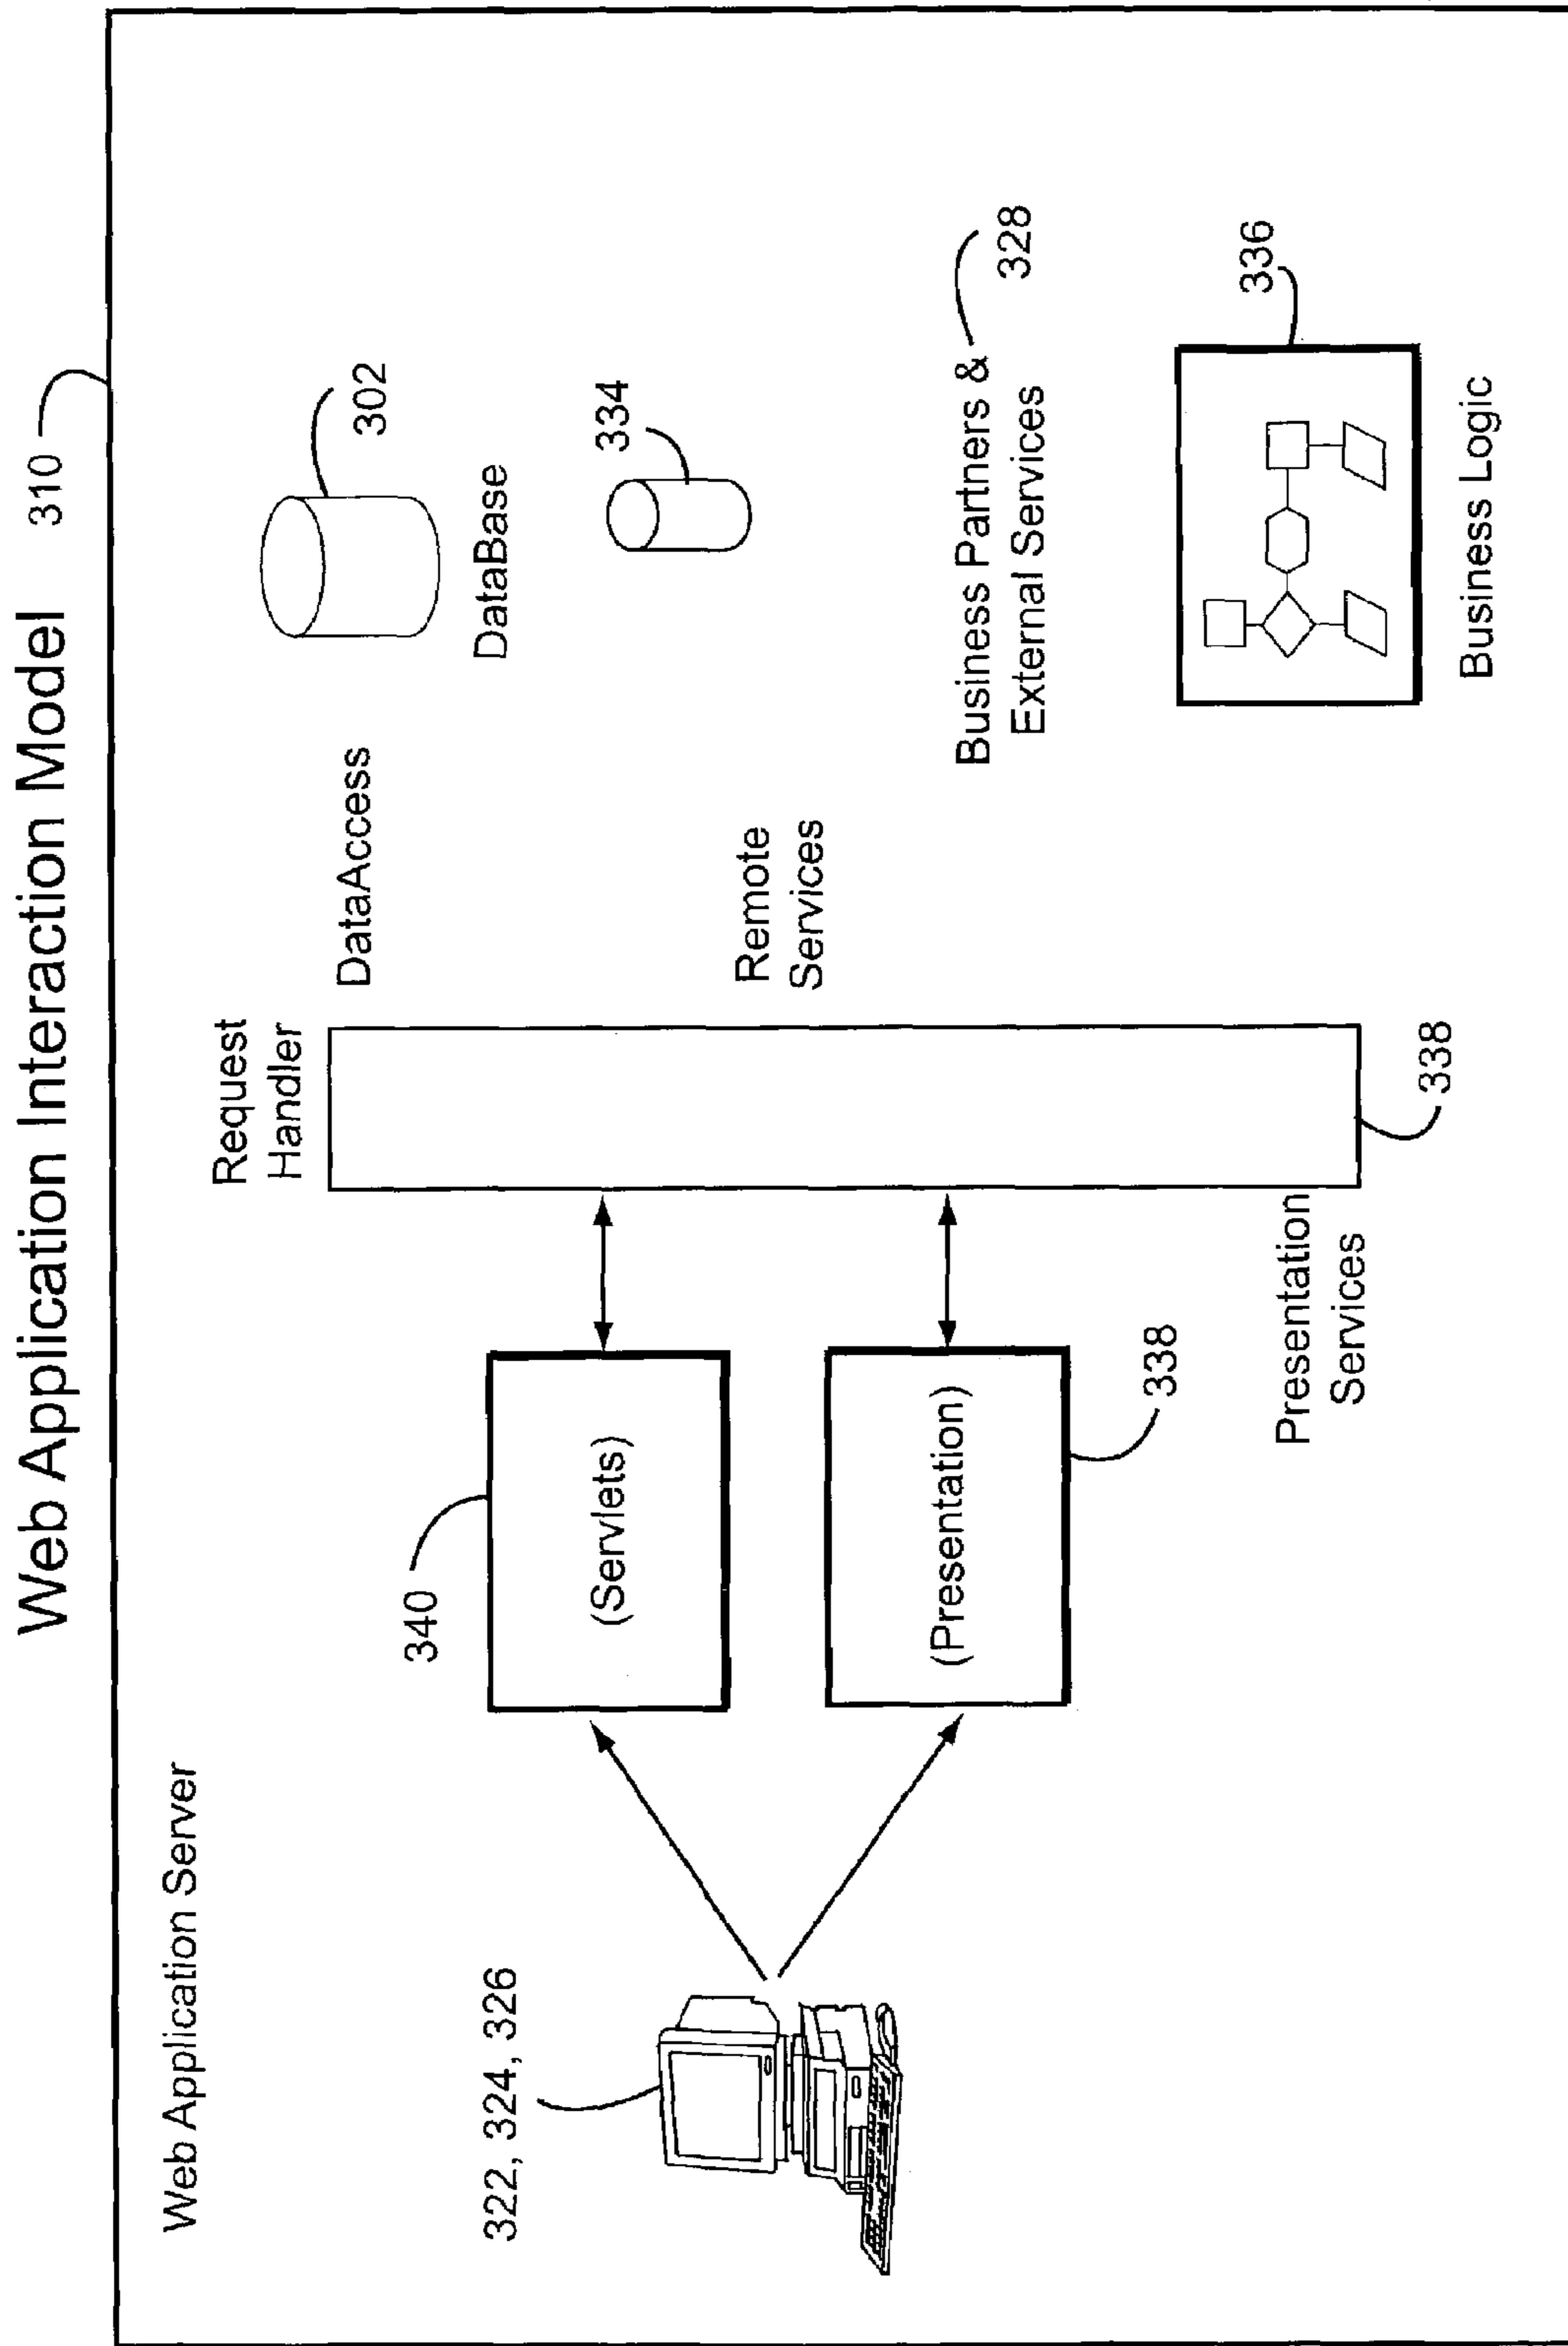 Web Application Interaction Model
310
Web Application Server
Request
Handler
DataAccess
302
DataBase
340
(Servlets)
322, 324, 326
334
Remote
Services
(Presentation)
338
Business Partners &
External Services
328
Presentation
Services
338
336
Business Logic